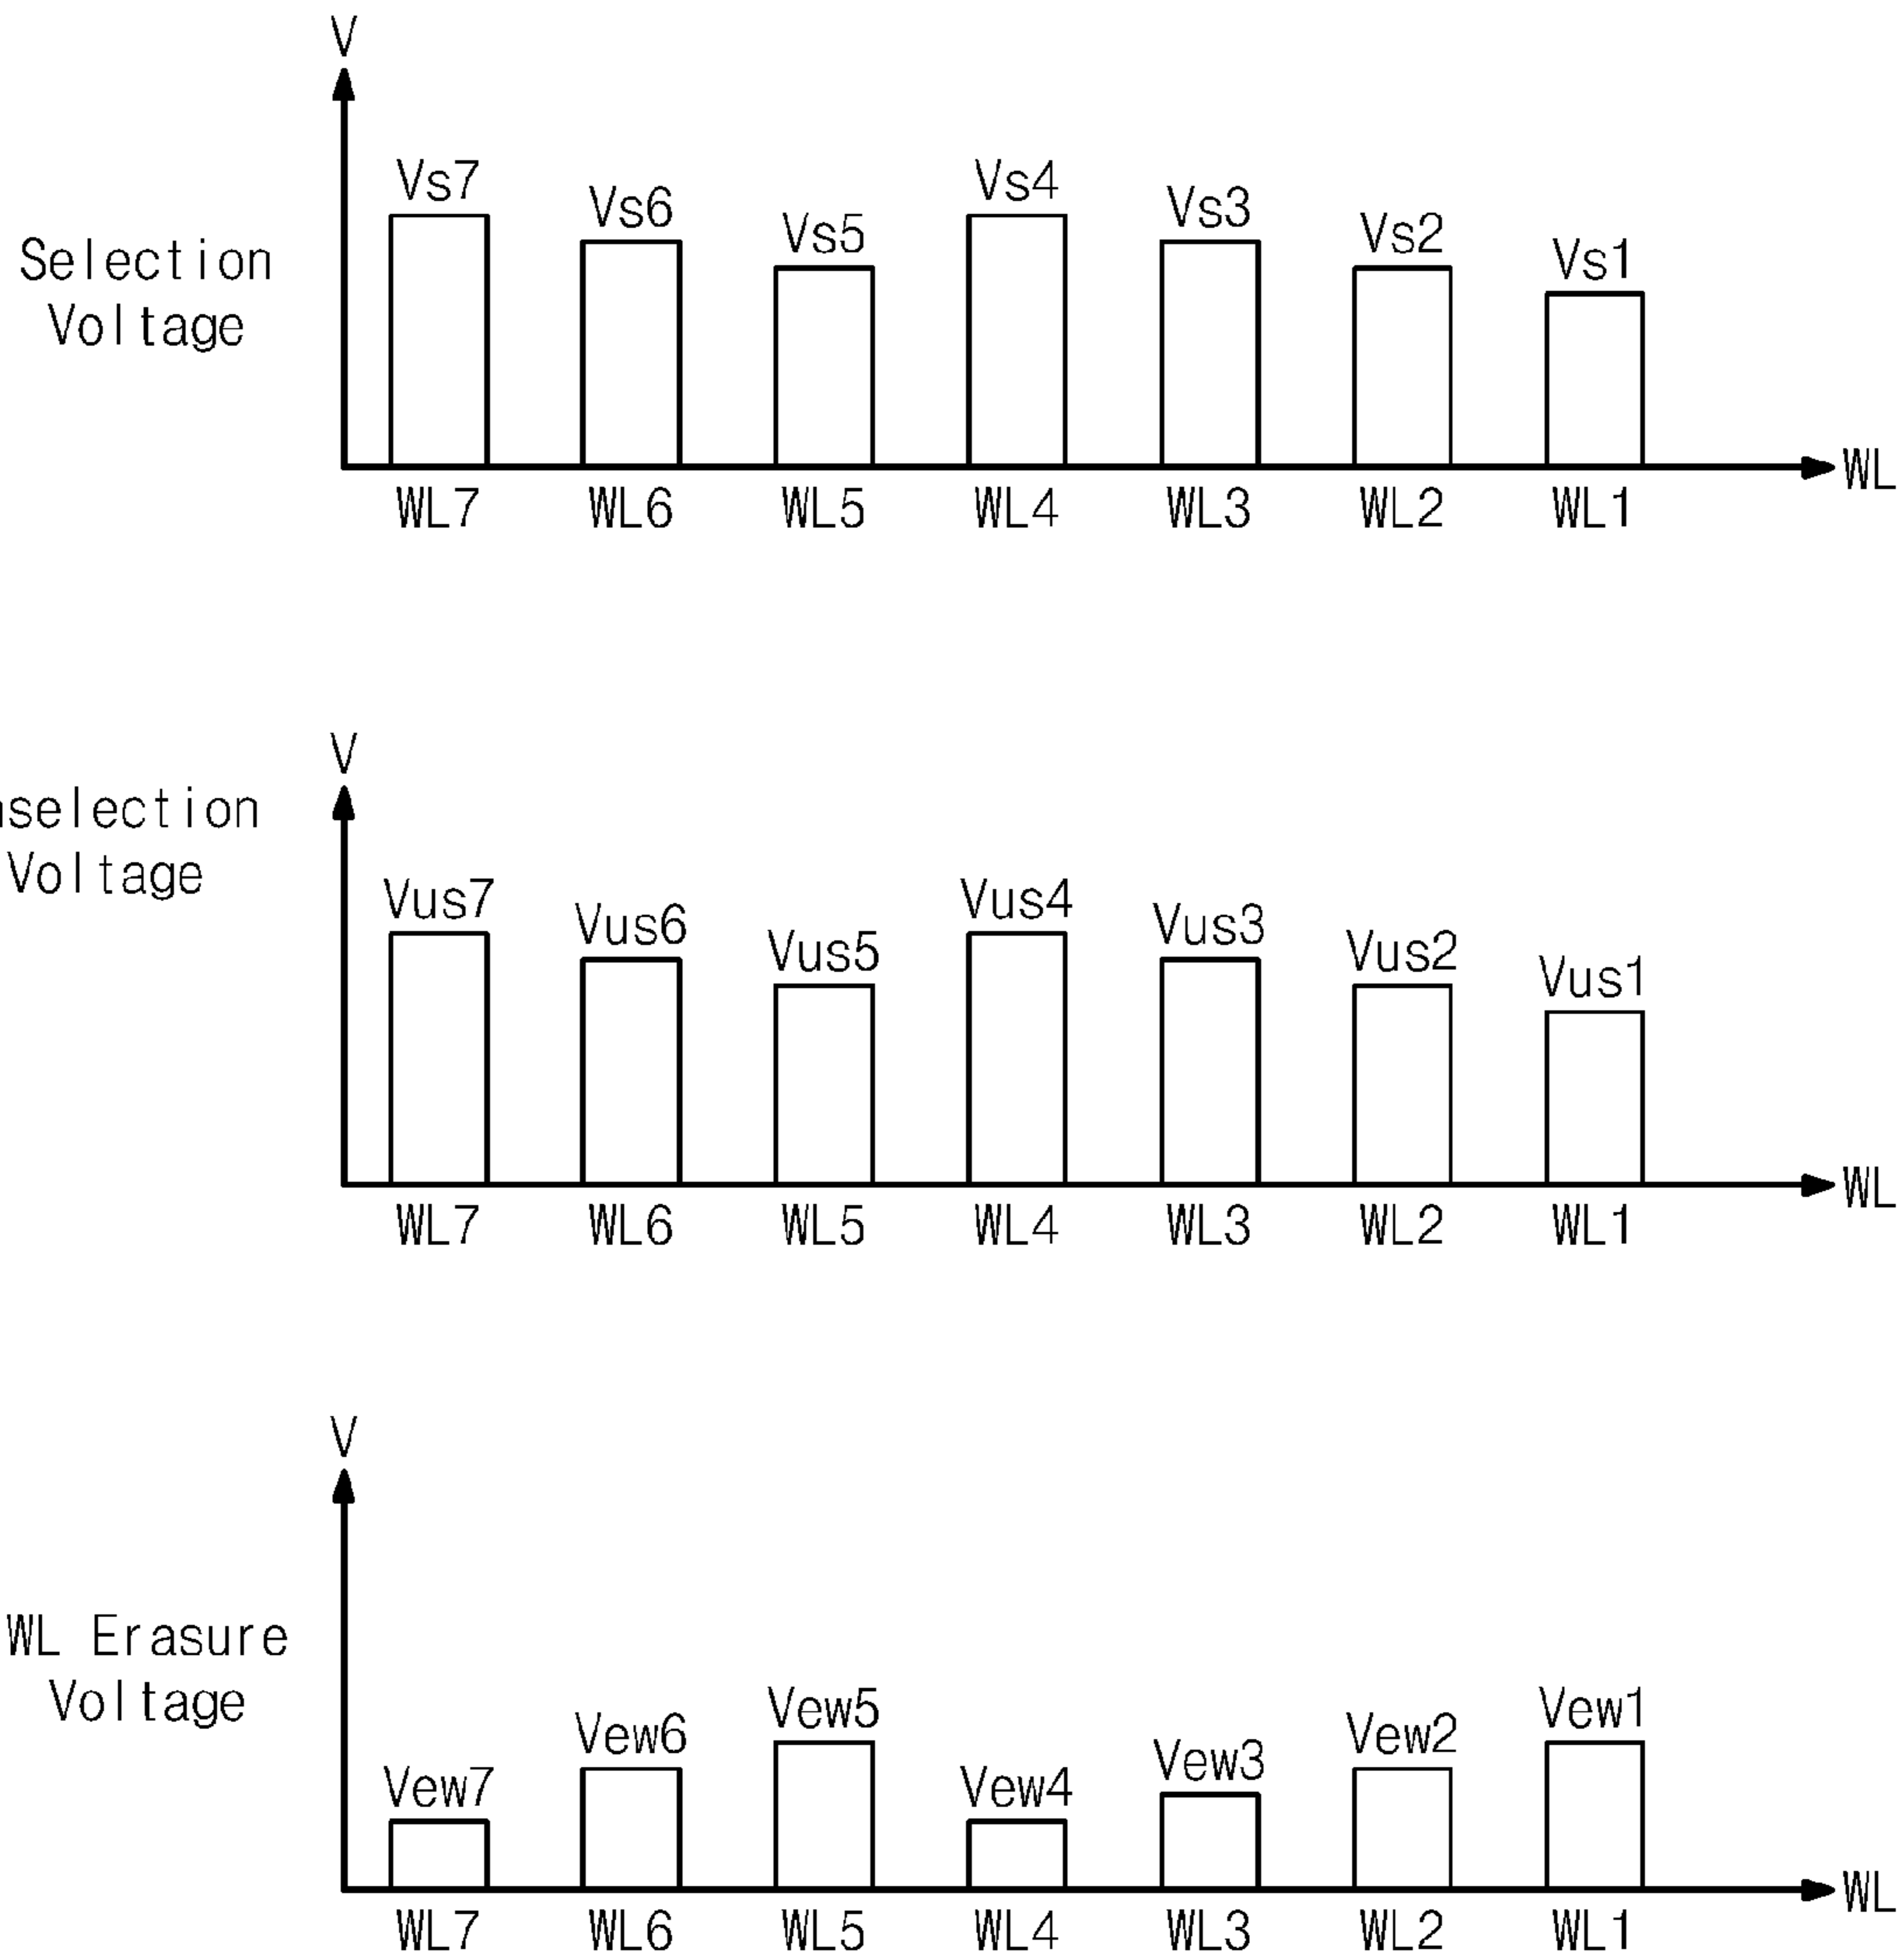 V
Vs7 Vs6 Vs5 Vs4 Vs3 Vs2 Vs1
Selection
Voltage
WL
WL7 WL6 WL5 WL4 WL3 WL2 WL1
V
Voltage
Vus7 Vus6 Vus5 Vus4 Vus3 Vus2 Vus1
WL
WL7 WL6 WL5 WL4 WL3 WL2 WL1
V
WL Erasure
Voltage
Vew7 Vew6 Vew5 Vew4 Vew3 Vew2 Vew1
WL
WL7 WL6 WL5 WL4 WL3 WL2 WL1